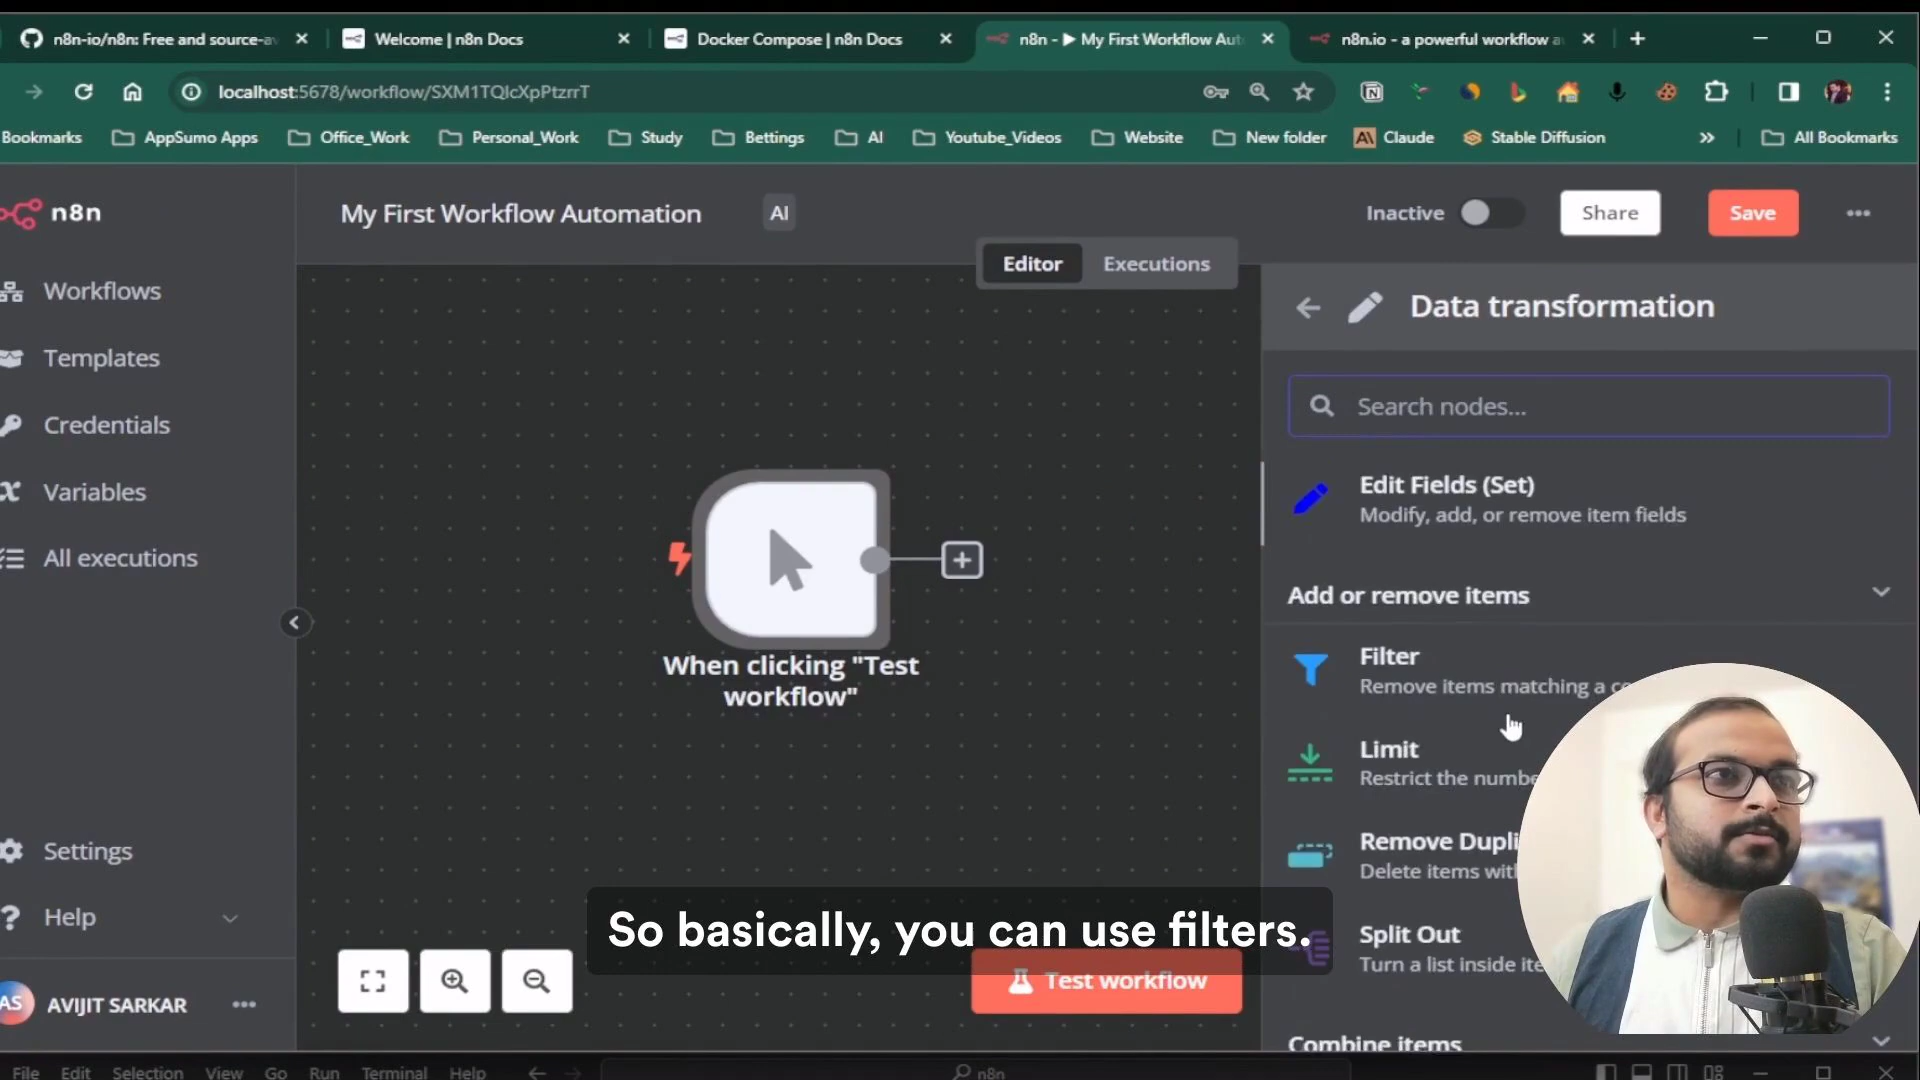 n8n-io/n8n: Free and source-av
Welcome | n8n Docs
Docker Compose | n8n Docs
n8n - ▶ My First Workflow Aut
n8n.io - a powerful workflow a
localhost:5678/workflow/SXM1TQIcXpPtzrrT
Bookmarks
AppSumo Apps
Office_Work
Personal_Work
Study
Bettings
AI
Youtube_Videos
Website
New folder
Claude
Stable Diffusion
All Bookmarks
n8n
My First Workflow Automation
AI
Inactive
Share
Save
Editor
Executions
Workflows
Templates
Credentials
Variables
All executions
Settings
Help
AS
AVIJIT SARKAR
When clicking "Test
workflow"
Test workflow
Data transformation
Search nodes...
Edit Fields (Set)
Modify, add, or remove item fields
Add or remove items
Filter
Remove items matching a co
Limit
Restrict the numbe
Remove Dupli
Delete items wit
Split Out
Turn a list inside ite
Combine items
So basically, you can use filters.
File Edit Selection View Go Run Terminal Help
n8n